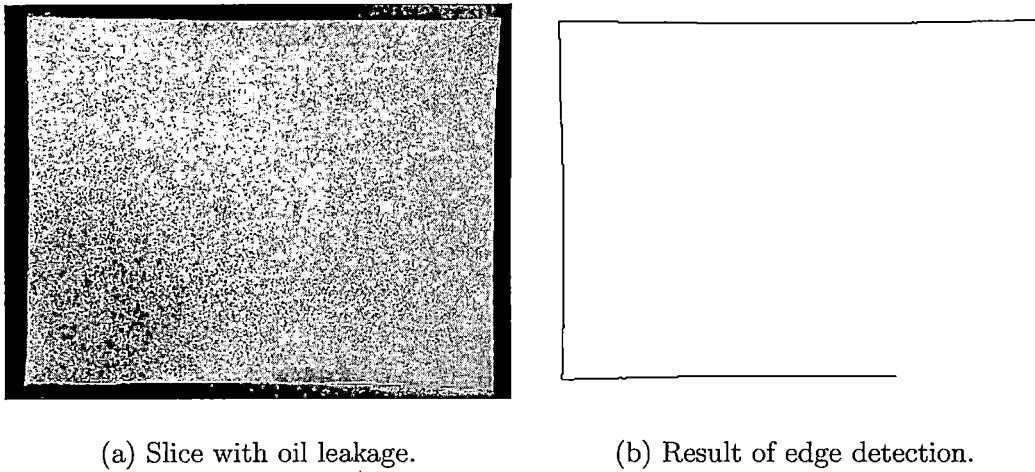 (a) Slice with oil leakage.
(b) Result of edge detection.